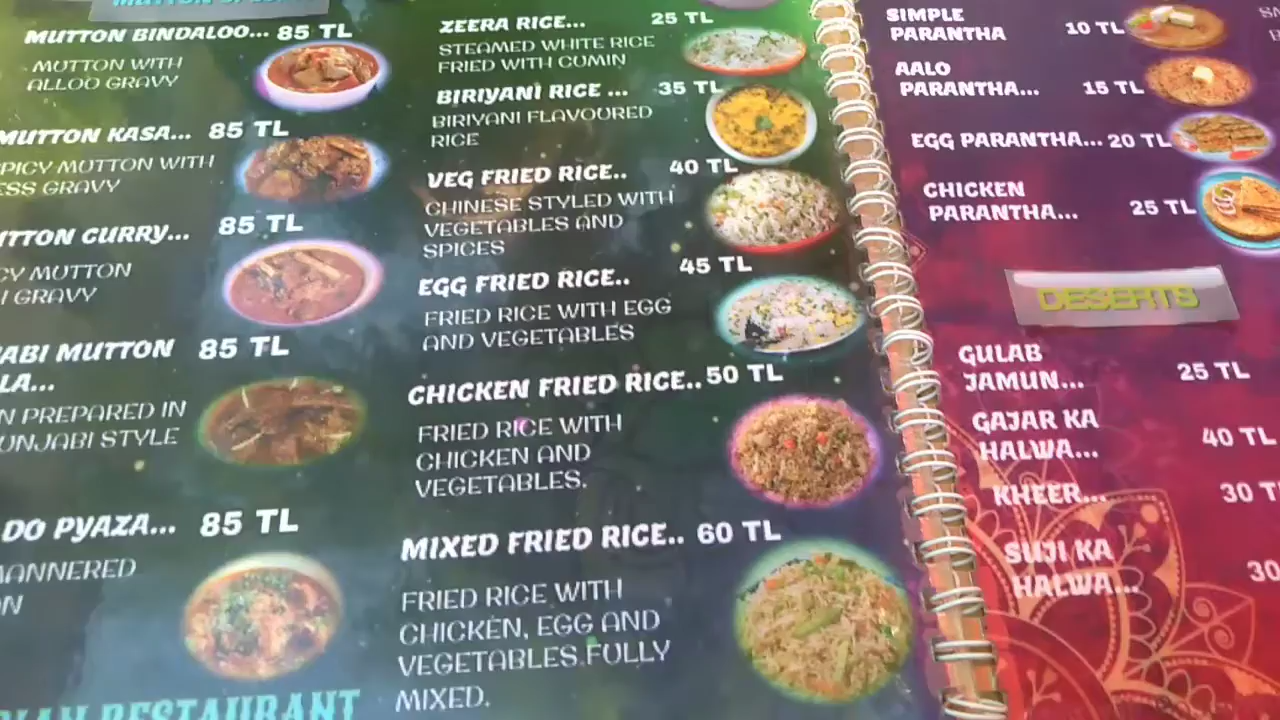 MUTTON BINDALOO... 85 TL
MUTTON WITH
ALLOO GRAVY
MUTTON KASA... 85 TL
PICY MUTTON WITH
ESS GRAVY
TTON CURRY... 85 TL
CY MUTTON
I GRAVY
ABI MUTTON 85 TL
LA...
N PREPARED IN
UNJABI STYLE
DO PYAZA... 85 TL
MANNERED
ON
RESTAURANT
ZEERA RICE... 25 TL
STEAMED WHITE RICE
FRIED WITH CUMIN
BIRIYANI RICE ... 35 TL
BIRIYANI FLAVOURED
RICE
VEG FRIED RICE.. 40 TL
CHINESE STYLED WITH
VEGETABLES AND
SPICES
EGG FRIED RICE.. 45 TL
FRIED RICE WITH EGG
AND VEGETABLES
CHICKEN FRIED RICE.. 50 TL
FRIED RICE WITH
CHICKEN AND
VEGETABLES.
MIXED FRIED RICE.. 60 TL
FRIED RICE WITH
CHICKEN, EGG AND
VEGETABLES.FULLY
MIXED.
SIMPLE
PARANTHA 10 TL
AALO
PARANTHA... 15 TL
EGG PARANTHA... 20 TL
CHICKEN
PARANTHA... 25 TL
DESERTS
GULAB
JAMUN... 25 TL
GAJAR KA
HALWA... 40 TL
KHEER... 30 T
SUJI KA
HALWA... 30